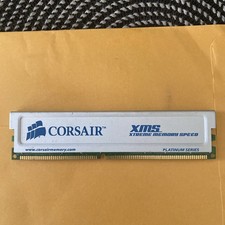 CORSAIR
XMS
XTREME MEMORY SPEED
www.corsairmemory.com
PLATINUM SERIES